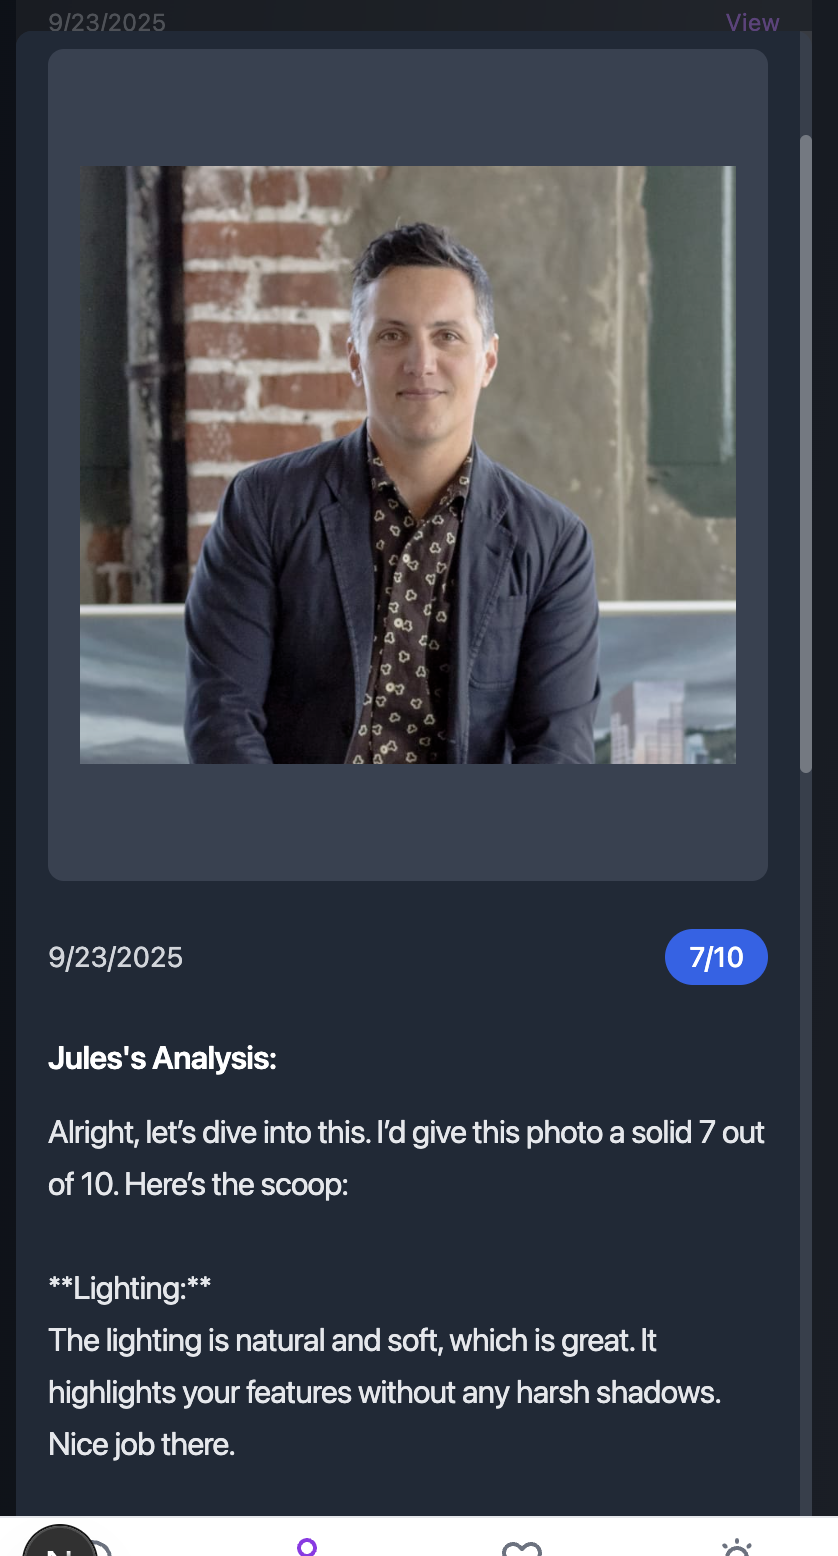 9/23/2025 View
9/23/2025 7/10
Jules's Analysis:
Alright, let’s dive into this. I’d give this photo a solid 7 out
of 10. Here’s the scoop:
**Lighting:**
The lighting is natural and soft, which is great. It
highlights your features without any harsh shadows.
Nice job there.